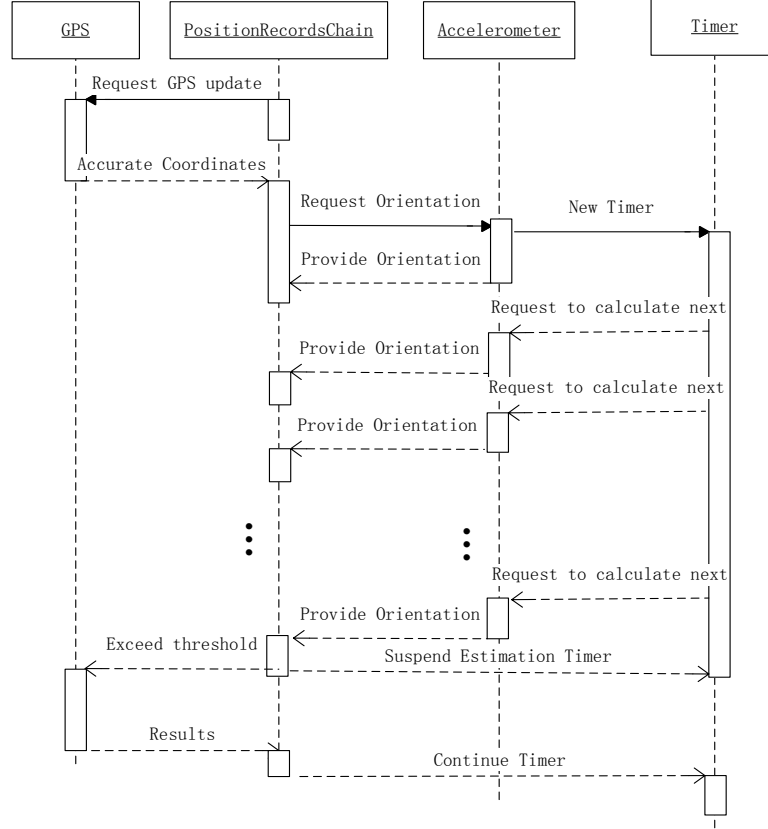 GPS
PositionRecordsChain
Accelerometer
Timer
Request GPS update
Accurate Coordinates
Request Orientation
New Timer
Provide Orientation
Request to calculate next
Provide Orientation
Request to calculate next
Provide Orientation
Request to calculate next
Provide Orientation
Exceed threshold
Suspend Estimation Timer
Results
Continue Timer